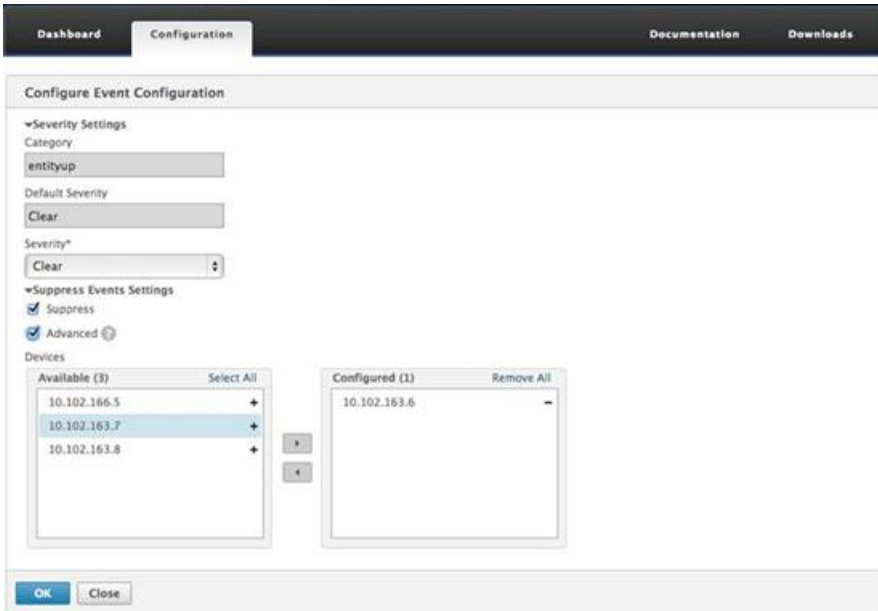 Dashboard Configuration Documentation Downloads
Configure Event Configuration
▾Severity Settings
Category
entityup
Default Severity
Clear
Severity*
Clear
▾Suppress Events Settings
Suppress
Advanced
Devices
Available (3) Select All Configured (1) Remove All
10.102.166.5 + 10.102.163.6 −
10.102.163.7 +
10.102.163.8 +
OK Close